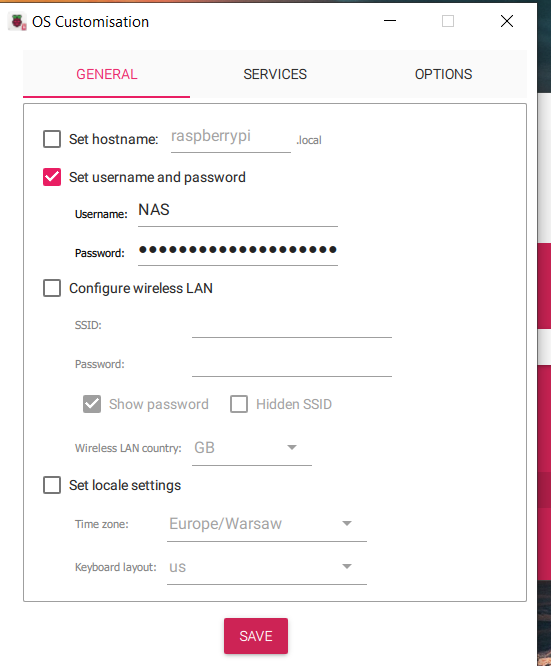 OS Customisation
GENERAL SERVICES OPTIONS
Set hostname: raspberrypi .local
Set username and password
Username: NAS
Password: ••••••••••••••••••••
Configure wireless LAN
SSID:
Password:
Show password Hidden SSID
Wireless LAN country: GB
Set locale settings
Time zone: Europe/Warsaw
Keyboard layout: us
SAVE